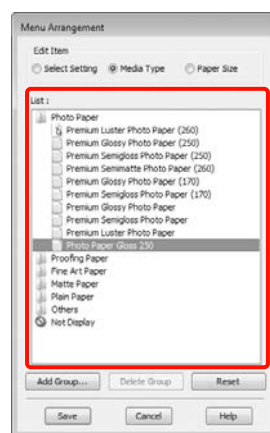 Menu Arrangement
Edit Item
Select Setting Media Type Paper Size
List :
Photo Paper
Premium Luster Photo Paper (260)
Premium Glossy Photo Paper (250)
Premium Semigloss Photo Paper (250)
Premium Semimatte Photo Paper (260)
Premium Glossy Photo Paper (170)
Premium Semigloss Photo Paper (170)
Premium Glossy Photo Paper
Premium Semigloss Photo Paper
Premium Luster Photo Paper
Photo Paper Gloss 250
Proofing Paper
Fine Art Paper
Matte Paper
Plain Paper
Others
Not Display
Add Group... Delete Group Reset
Save Cancel Help